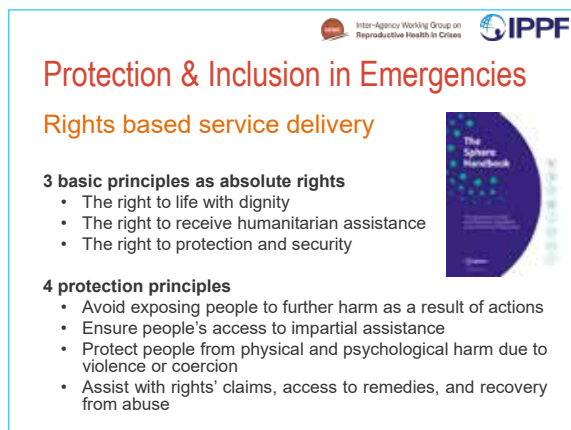 Inter-Agency Working Group on
Reproductive Health in Crises
IPPF
Protection & Inclusion in Emergencies
Rights based service delivery
The
Sphere
Handbook
3 basic principles as absolute rights
• The right to life with dignity
• The right to receive humanitarian assistance
• The right to protection and security
4 protection principles
• Avoid exposing people to further harm as a result of actions
• Ensure people's access to impartial assistance
• Protect people from physical and psychological harm due to
violence or coercion
• Assist with rights' claims, access to remedies, and recovery
from abuse